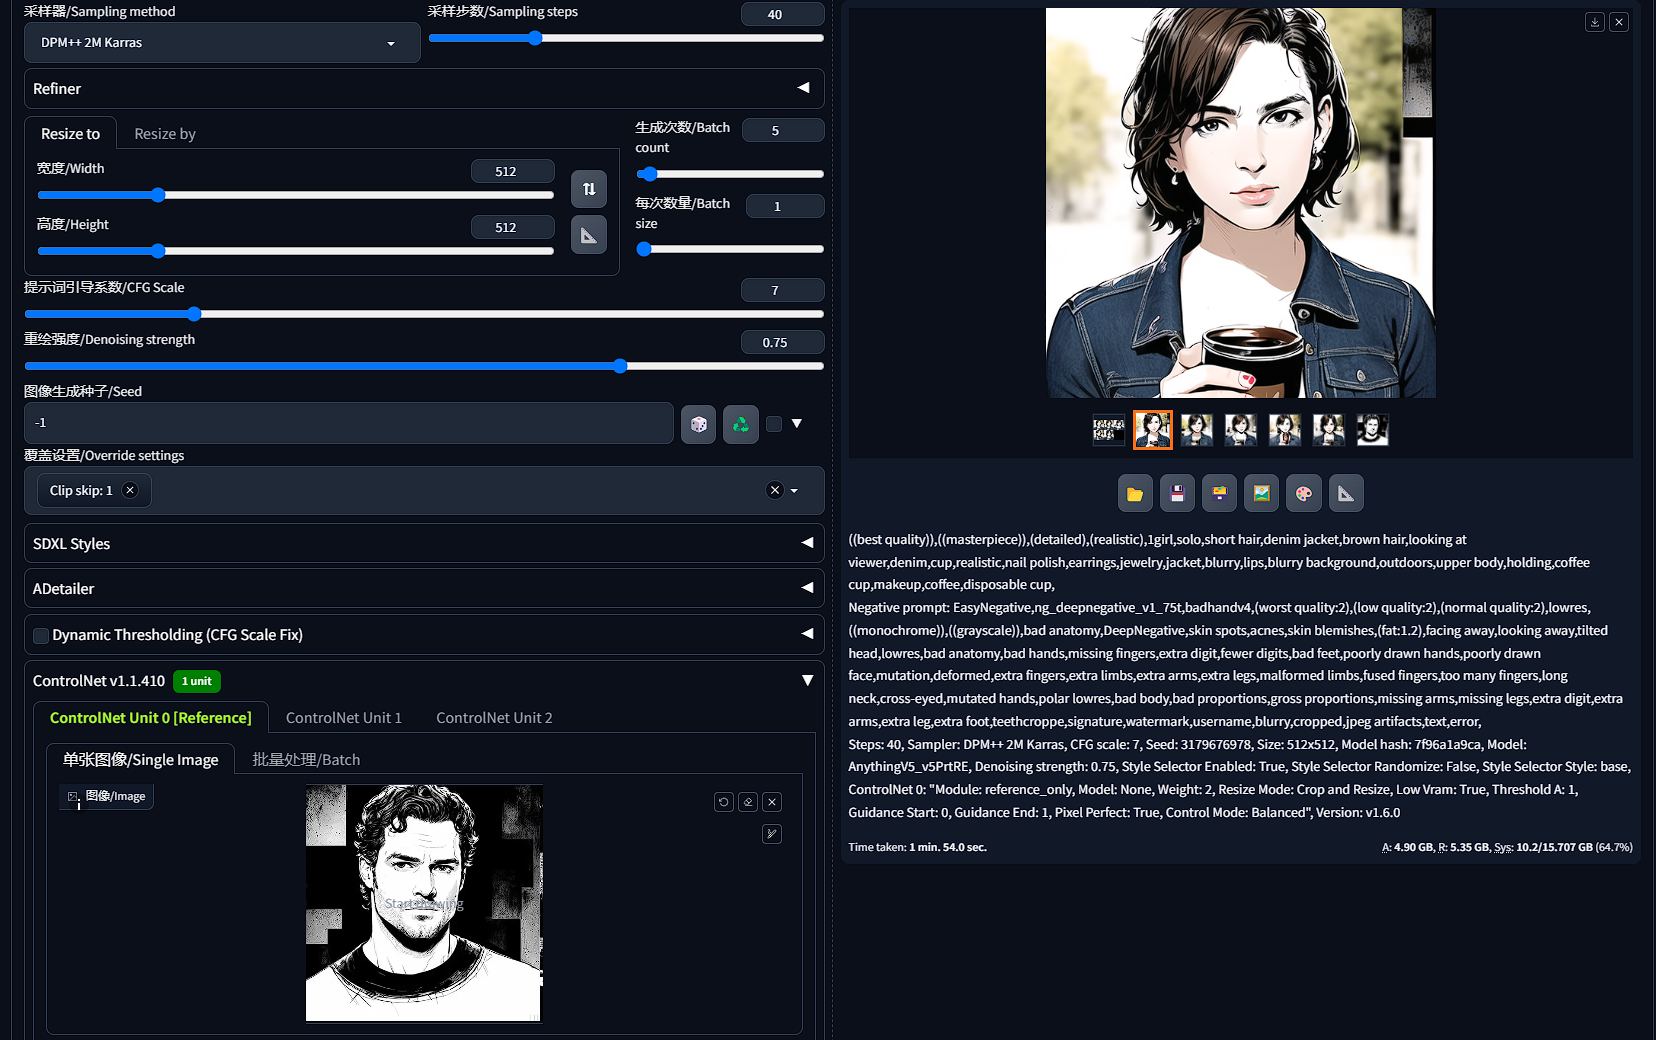 采样器/Sampling method
DPM++ 2M Karras
采样步数/Sampling steps
40
Refiner
Resize to
Resize by
宽度/Width
512
高度/Height
512
生成次数/Batch
count
5
每次数量/Batch
size
1
提示词引导系数/CFG Scale
7
重绘强度/Denoising strength
0.75
图像生成种子/Seed
-1
覆盖设置/Override settings
Clip skip: 1
SDXL Styles
ADetailer
Dynamic Thresholding (CFG Scale Fix)
ControlNet v1.1.410
1 unit
ControlNet Unit 0 [Reference]
ControlNet Unit 1
ControlNet Unit 2
单张图像/Single Image
批量处理/Batch
图像/Image
Start drawing
((best quality)),((masterpiece)),(detailed),(realistic),1girl,solo,short hair,denim jacket,brown hair,looking at
viewer,denim,cup,realistic,nail polish,earrings,jewelry,jacket,blurry,lips,blurry background,outdoors,upper body,holding,coffee
cup,makeup,coffee,disposable cup,
Negative prompt: EasyNegative,ng_deepnegative_v1_75t,badhandv4,(worst quality:2),(low quality:2),(normal quality:2),lowres,
((monochrome)),((grayscale)),bad anatomy,DeepNegative,skin spots,acnes,skin blemishes,(fat:1.2),facing away,looking away,tilted
head,lowres,bad anatomy,bad hands,missing fingers,extra digit,fewer digits,bad feet,poorly drawn hands,poorly drawn
face,mutation,deformed,extra fingers,extra limbs,extra arms,extra legs,malformed limbs,fused fingers,too many fingers,long
neck,cross-eyed,mutated hands,polar lowres,bad body,bad proportions,gross proportions,missing arms,missing legs,extra digit,extra
arms,extra leg,extra foot,teethcroppe,signature,watermark,username,blurry,cropped,jpeg artifacts,text,error,
Steps: 40, Sampler: DPM++ 2M Karras, CFG scale: 7, Seed: 3179676978, Size: 512x512, Model hash: 7f96a1a9ca, Model:
AnythingV5_v5PrtRE, Denoising strength: 0.75, Style Selector Enabled: True, Style Selector Randomize: False, Style Selector Style: base,
ControlNet 0: "Module: reference_only, Model: None, Weight: 2, Resize Mode: Crop and Resize, Low Vram: True, Threshold A: 1,
Guidance Start: 0, Guidance End: 1, Pixel Perfect: True, Control Mode: Balanced", Version: v1.6.0
Time taken: 1 min. 54.0 sec.
A: 4.90 GB, R: 5.35 GB, Sys: 10.2/15.707 GB (64.7%)